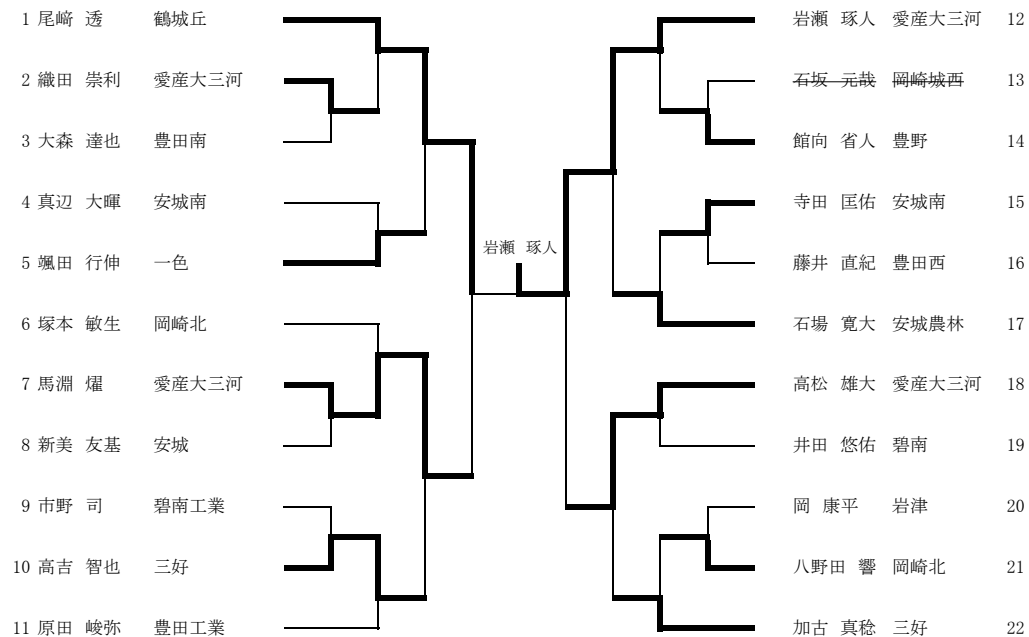 1 尾﨑 透 鶴城丘
2 織田 崇利 愛産大三河
3 大森 達也 豊田南
4 真辺 大暉 安城南
5 颯田 行伸 一色
6 塚本 敏生 岡崎北
7 馬淵 燿 愛産大三河
8 新美 友基 安城
9 市野 司 碧南工業
10 高吉 智也 三好
11 原田 峻弥 豊田工業
岩瀬 琢人
岩瀬 琢人 愛産大三河 12
石坂 元哉 岡崎城西 13
館向 省人 豊野 14
寺田 匡佑 安城南 15
藤井 直紀 豊田西 16
石場 寛大 安城農林 17
高松 雄大 愛産大三河 18
井田 悠佑 碧南 19
岡 康平 岩津 20
八野田 響 岡崎北 21
加古 真稔 三好 22